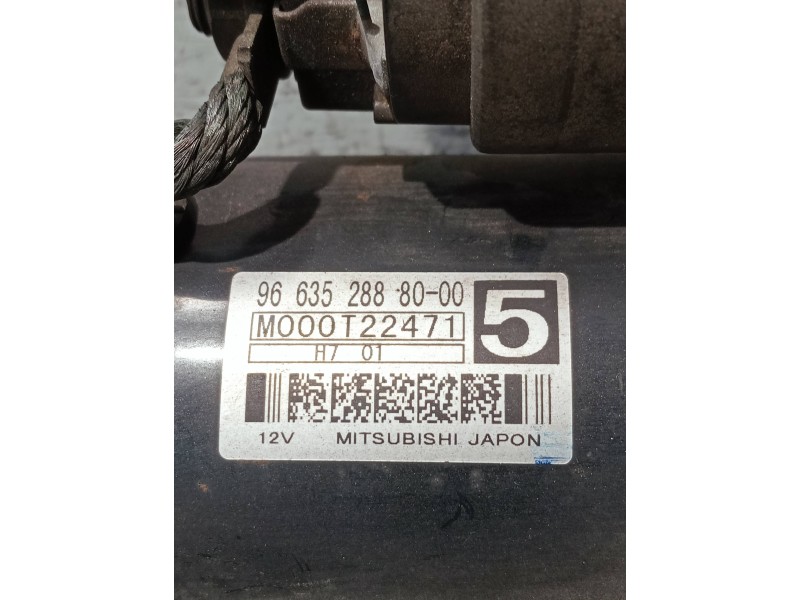 96 635 288 80-00
M000T22471
H7 01
5
12V MITSUBISHI JAPON